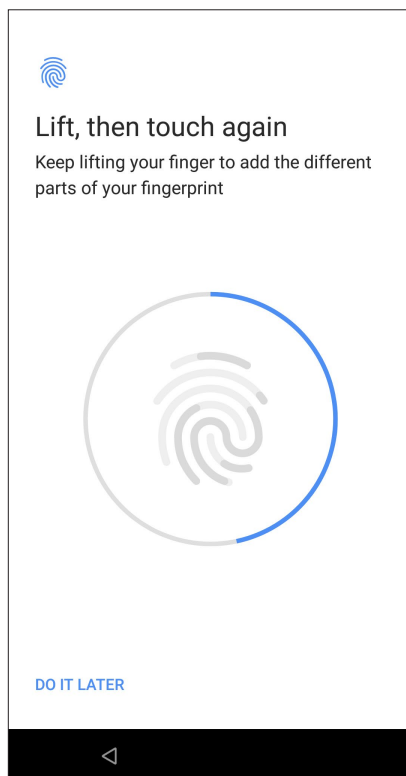 Lift, then touch again
Keep lifting your finger to add the different
parts of your fingerprint
DO IT LATER